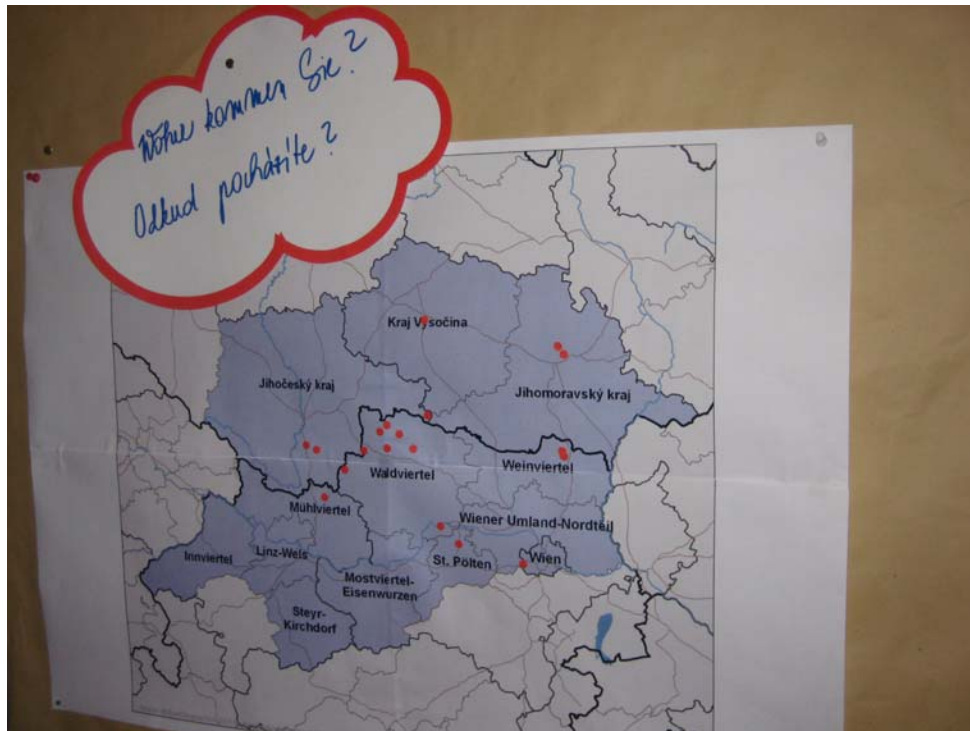 Woher kommen Sie?
Odkud pocházíte?
Kraj Vysočina
Jihočeský kraj
Jihomoravský kraj
Waldviertel
Weinviertel
Mühlviertel
Wiener Umland-Nordteil
Innviertel
Linz-Wels
St. Pölten
Wien
Mostviertel-
Eisenwurzen
Steyr-
Kirchdorf